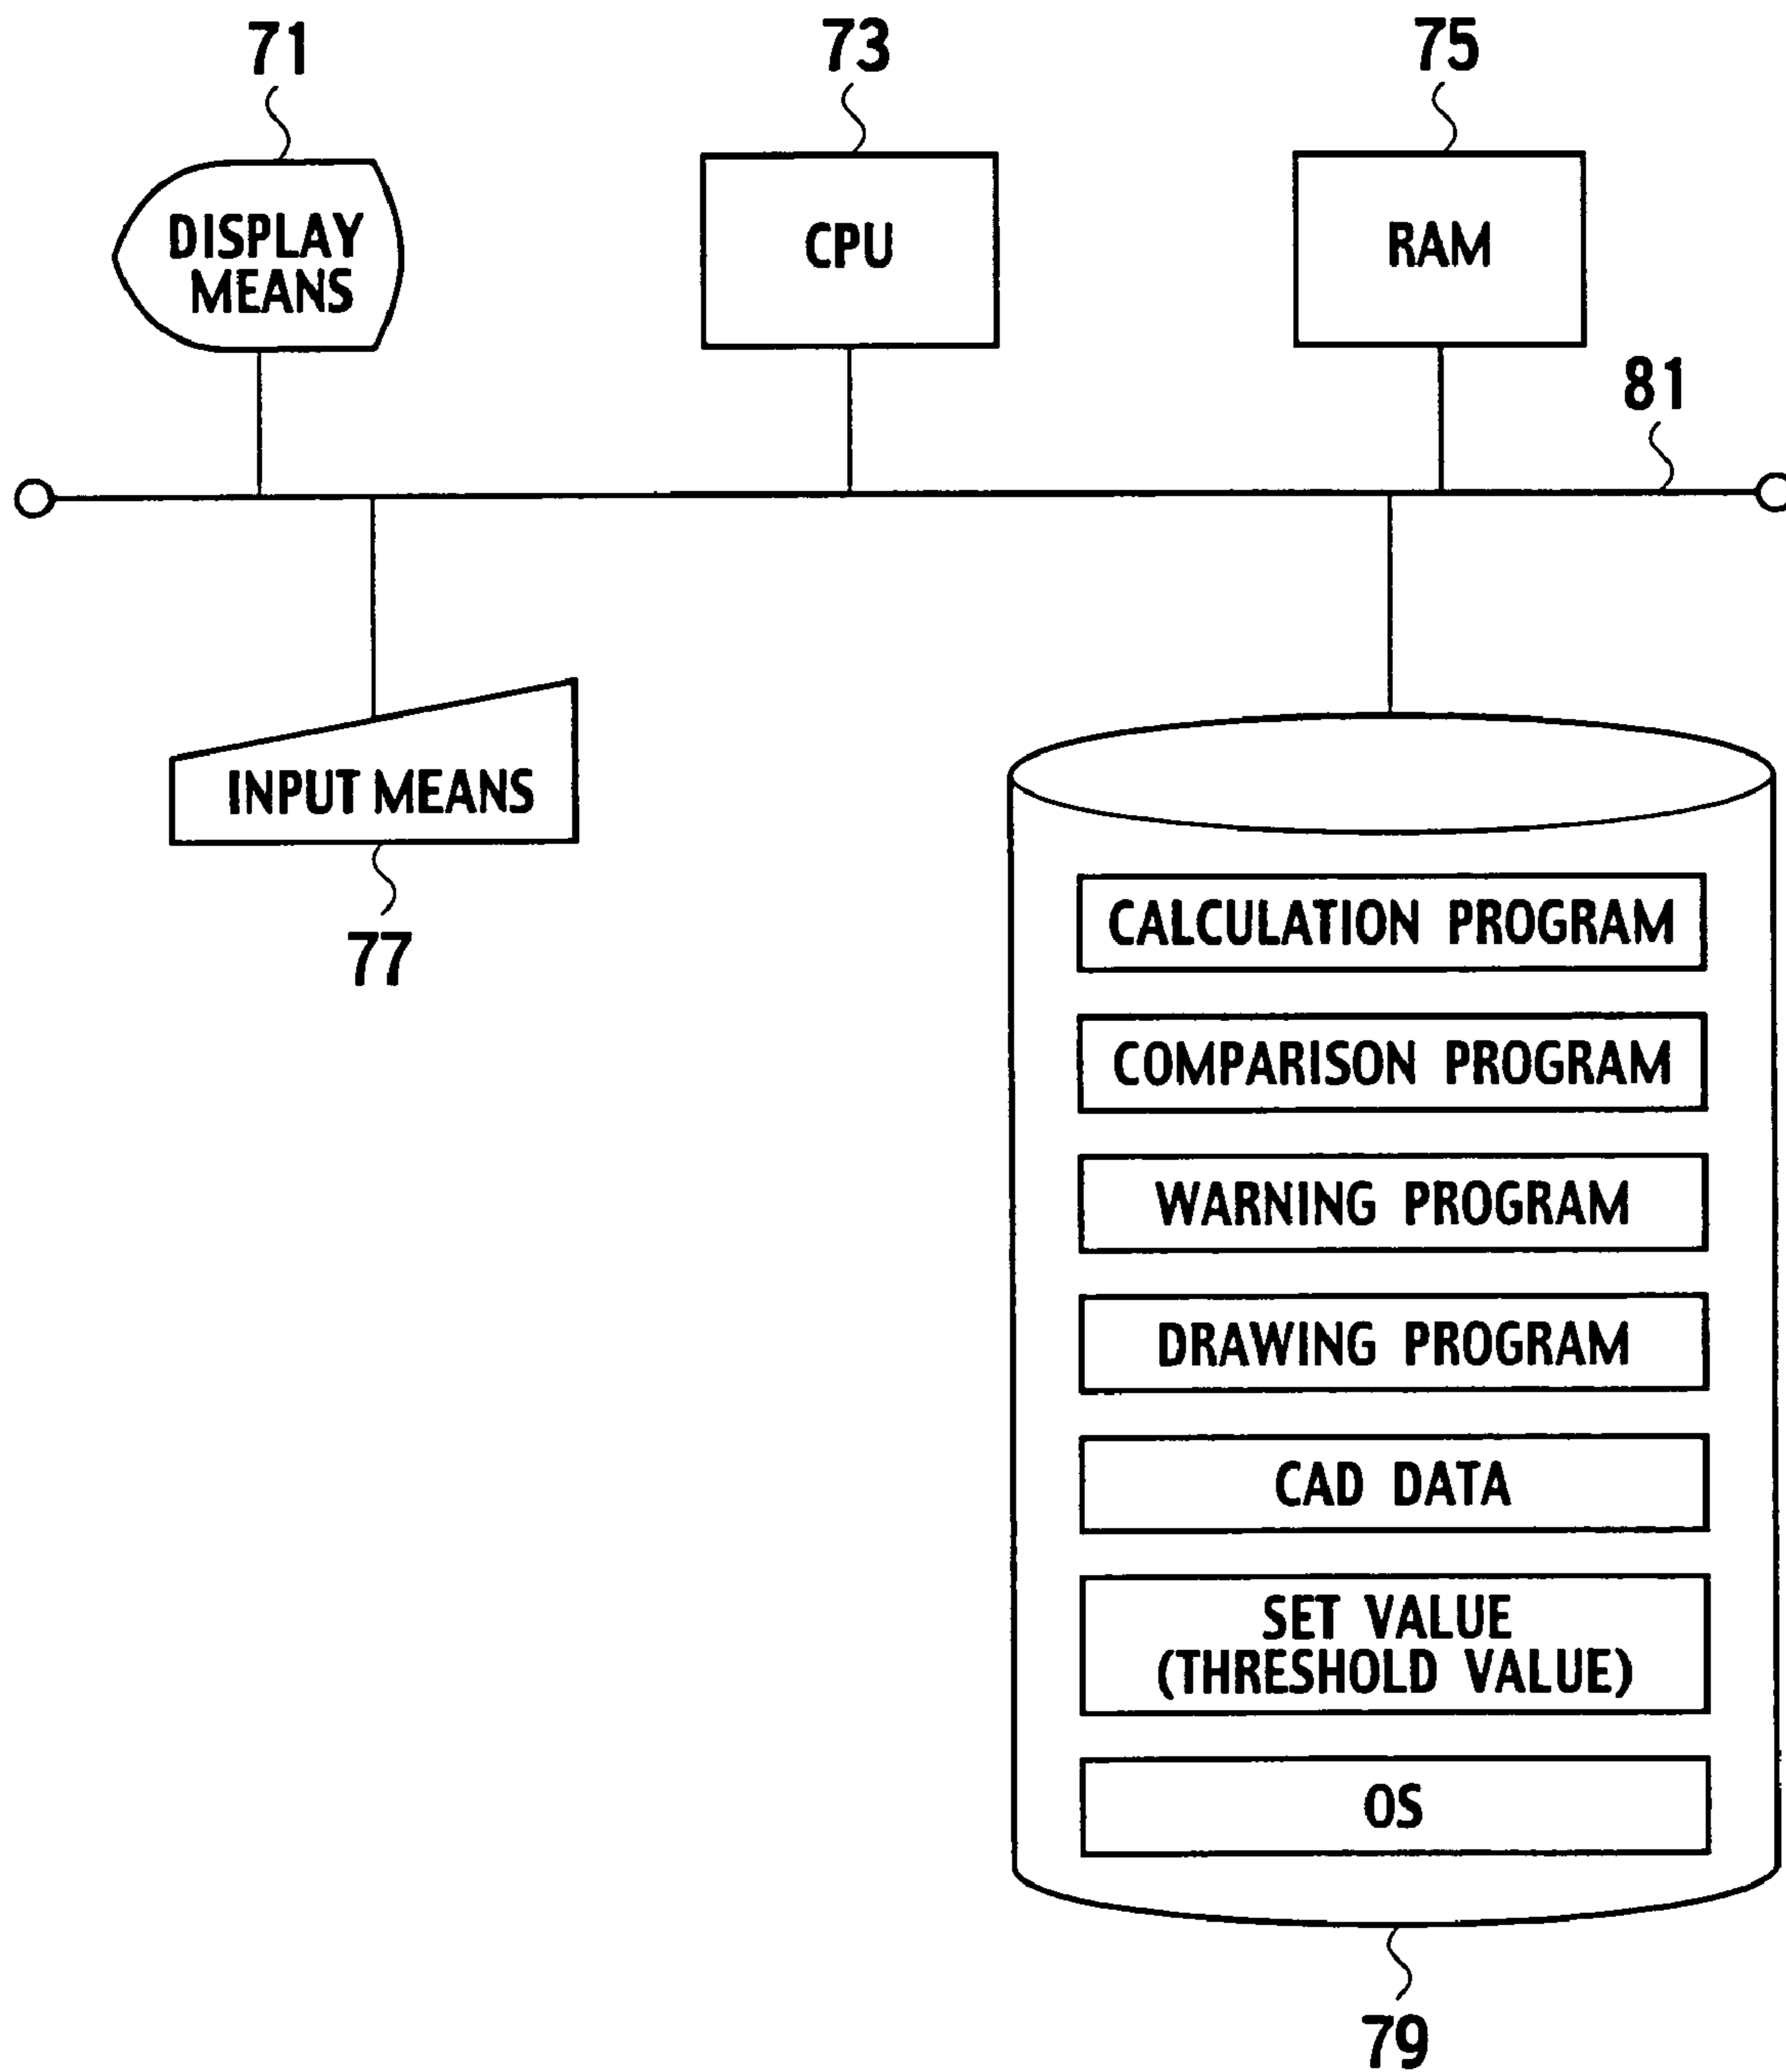 71
73
75
DISPLAY
MEANS
CPU
RAM
81
INPUT MEANS
77
CALCULATION PROGRAM
COMPARISON PROGRAM
WARNING PROGRAM
DRAWING PROGRAM
CAD DATA
SET VALUE
(THRESHOLD VALUE)
OS
79